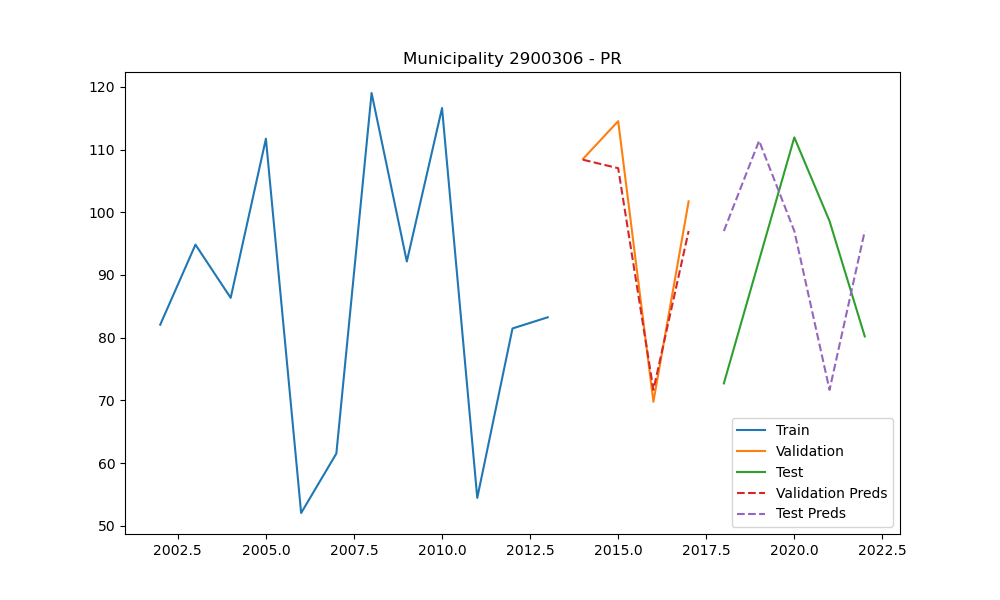 Municipality 2900306 - PR
120
110
100
90
80
70
60
50
2002.5 2005.0 2007.5 2010.0 2012.5 2015.0 2017.5 2020.0 2022.5
Train
Validation
Test
Validation Preds
Test Preds